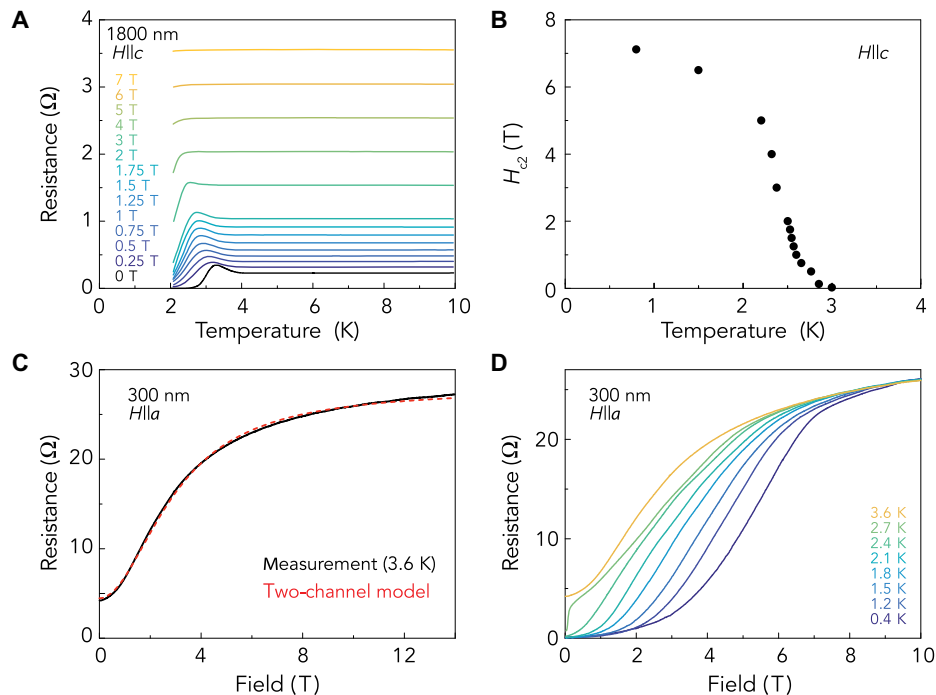 A
1800 nm
H||c
7 T
6 T
5 T
4 T
3 T
2 T
1.75 T
1.5 T
1.25 T
1 T
0.75 T
0.5 T
0.25 T
0 T
4
3
2
1
0
Resistance (Ω)
0 2 4 6 8 10
Temperature (K)
B
H||c
8
6
4
2
0
Hc2 (T)
0 1 2 3 4
Temperature (K)
C
300 nm
H||a
30
20
10
0
Resistance (Ω)
Measurement (3.6 K)
Two-channel model
0 4 8 12
Field (T)
D
300 nm
H||a
20
10
0
Resistance (Ω)
3.6 K
2.7 K
2.4 K
2.1 K
1.8 K
1.5 K
1.2 K
0.4 K
0 2 4 6 8 10
Field (T)